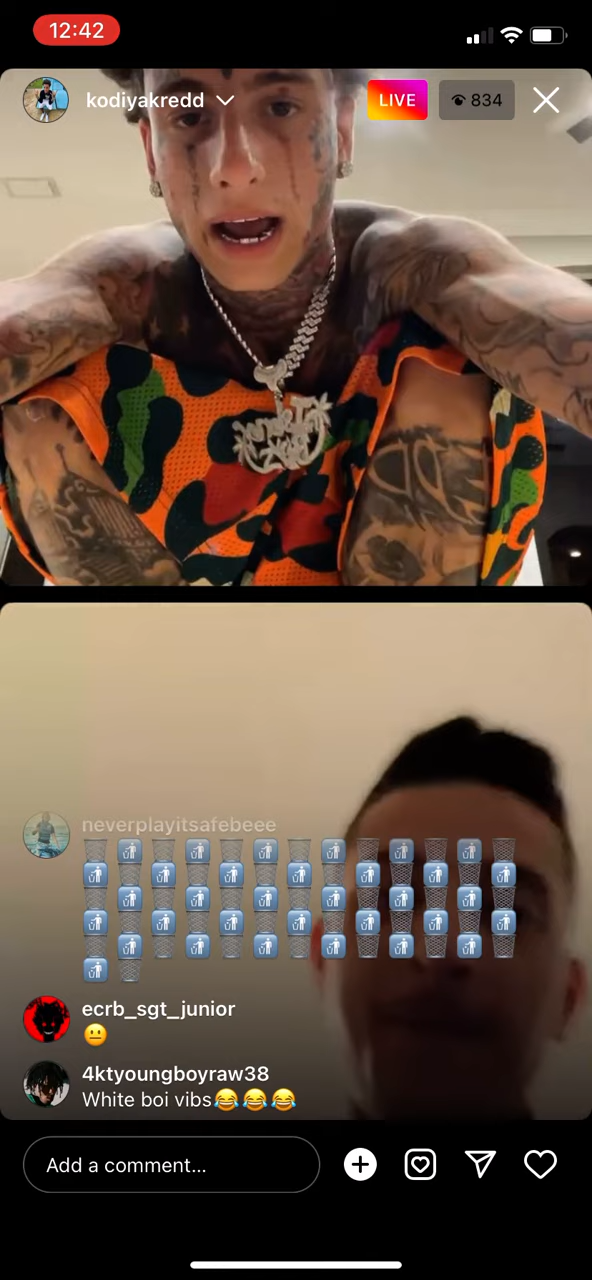 12:42
kodiyakredd
LIVE
834
neverplayitsafebeee
ecrb_sgt_junior
4ktyoungboyraw38
White boi vibs😂😂😂
Add a comment...